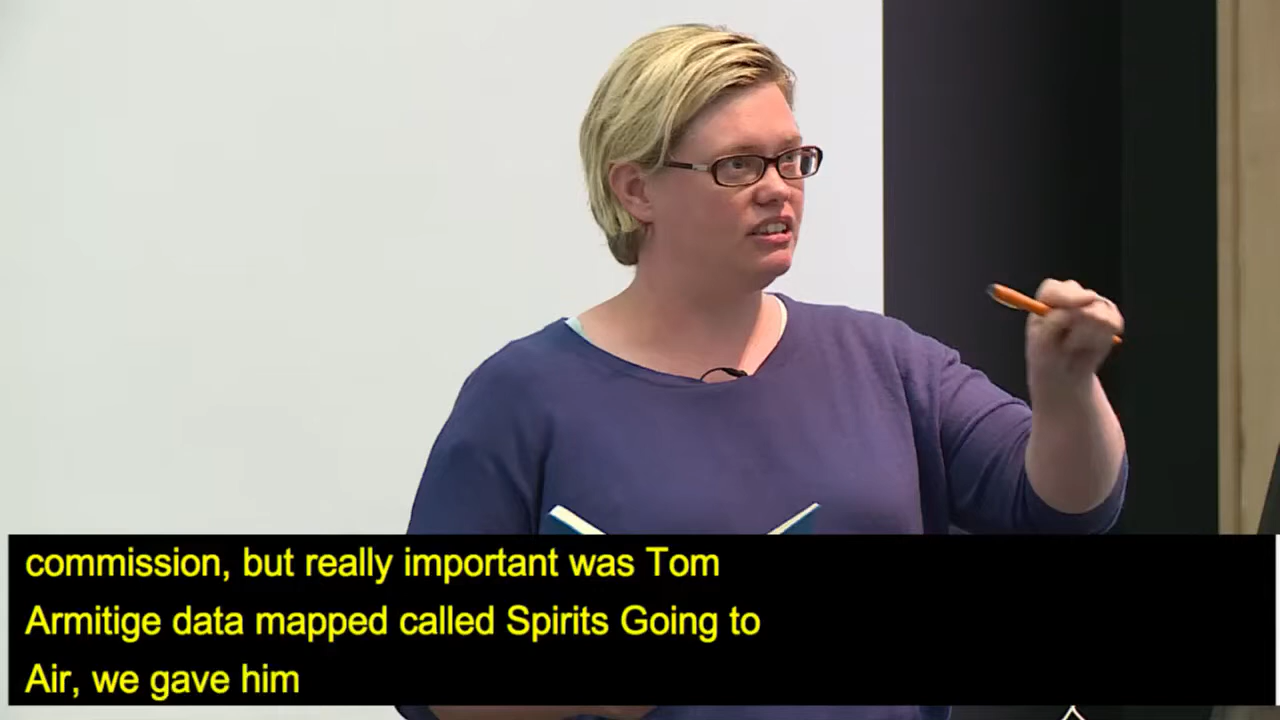 commission, but really important was Tom
Armitige data mapped called Spirits Going to
Air, we gave him